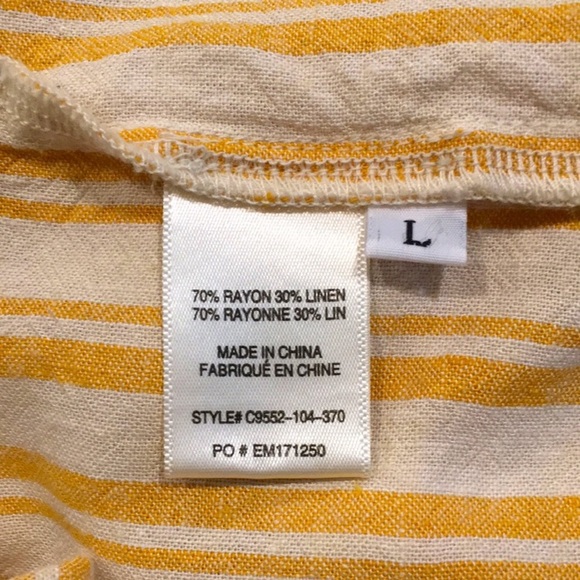 L
70% RAYON 30% LINEN
70% RAYONNE 30% LIN
MADE IN CHINA
FABRIQUÉ EN CHINE
STYLE# C9552-104-370
PO # EM171250